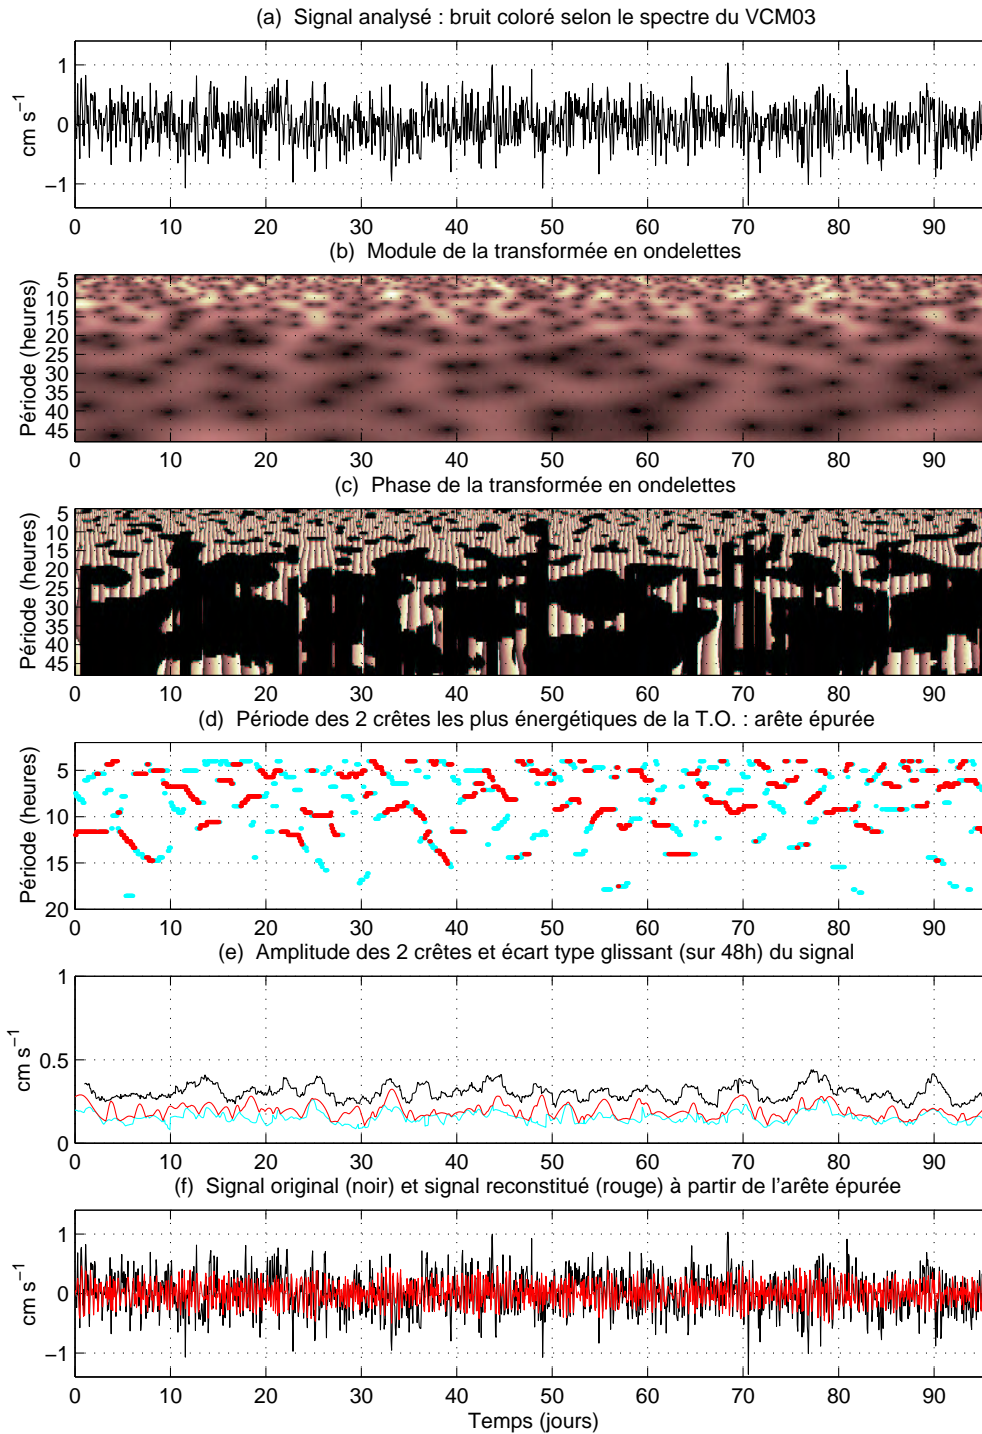 (a) Signal analysé : bruit coloré selon le spectre du VCM03
1
0
−1
cm s⁻¹
0 10 20 30 40 50 60 70 80 90
(b) Module de la transformée en ondelettes
5
10
15
20
25
30
35
40
45
Période (heures)
0 10 20 30 40 50 60 70 80 90
(c) Phase de la transformée en ondelettes
5
10
15
20
25
30
35
40
45
Période (heures)
0 10 20 30 40 50 60 70 80 90
(d) Période des 2 crêtes les plus énergétiques de la T.O. : arête épurée
5
10
15
20
Période (heures)
0 10 20 30 40 50 60 70 80 90
(e) Amplitude des 2 crêtes et écart type glissant (sur 48h) du signal
1
0.5
0
cm s⁻¹
0 10 20 30 40 50 60 70 80 90
(f) Signal original (noir) et signal reconstitué (rouge) à partir de l'arête épurée
1
0
−1
cm s⁻¹
0 10 20 30 40 50 60 70 80 90
Temps (jours)